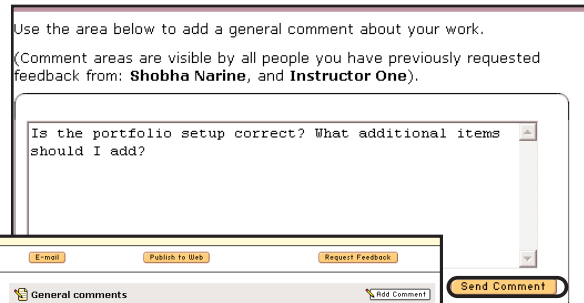 Use the area below to add a general comment about your work.
(Comment areas are visible by all people you have previously requested
feedback from: Shobha Narine, and Instructor One).
Is the portfolio setup correct? What additional items
should I add?
E-mail
Publish to Web
Request Feedback
General comments
Add Comment
Send Comment